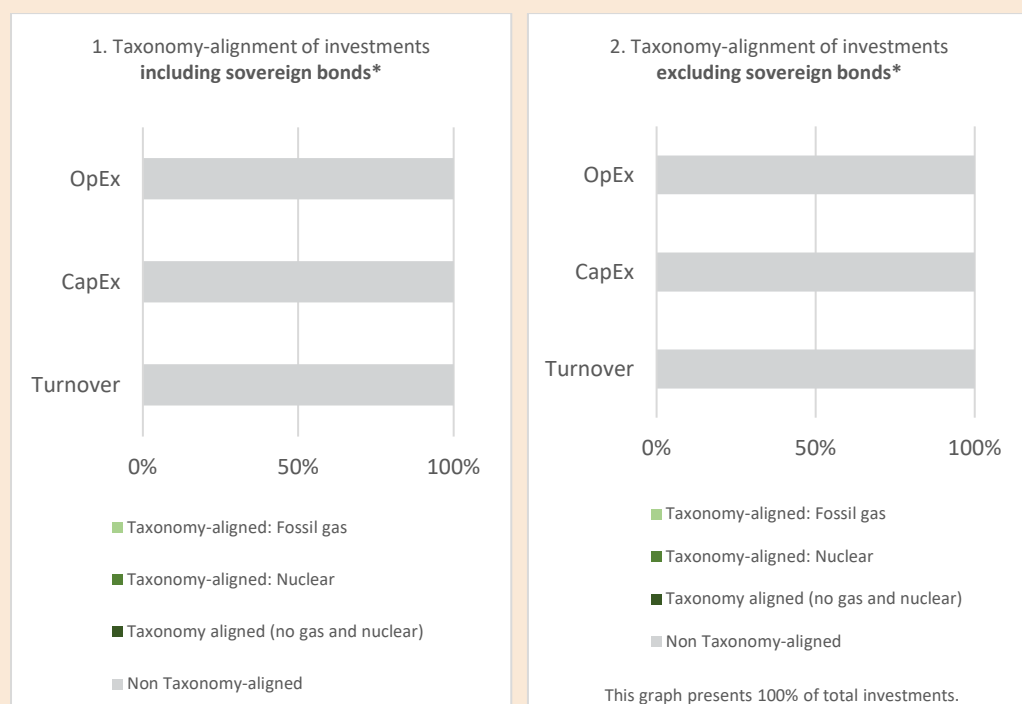 1. Taxonomy-alignment of investments
including sovereign bonds*
OpEx
CapEx
Turnover
0%
50%
100%
Taxonomy-aligned: Fossil gas
Taxonomy-aligned: Nuclear
Taxonomy aligned (no gas and nuclear)
Non Taxonomy-aligned
2. Taxonomy-alignment of investments
excluding sovereign bonds*
OpEx
CapEx
Turnover
0%
50%
100%
Taxonomy-aligned: Fossil gas
Taxonomy-aligned: Nuclear
Taxonomy aligned (no gas and nuclear)
Non Taxonomy-aligned
This graph presents 100% of total investments.